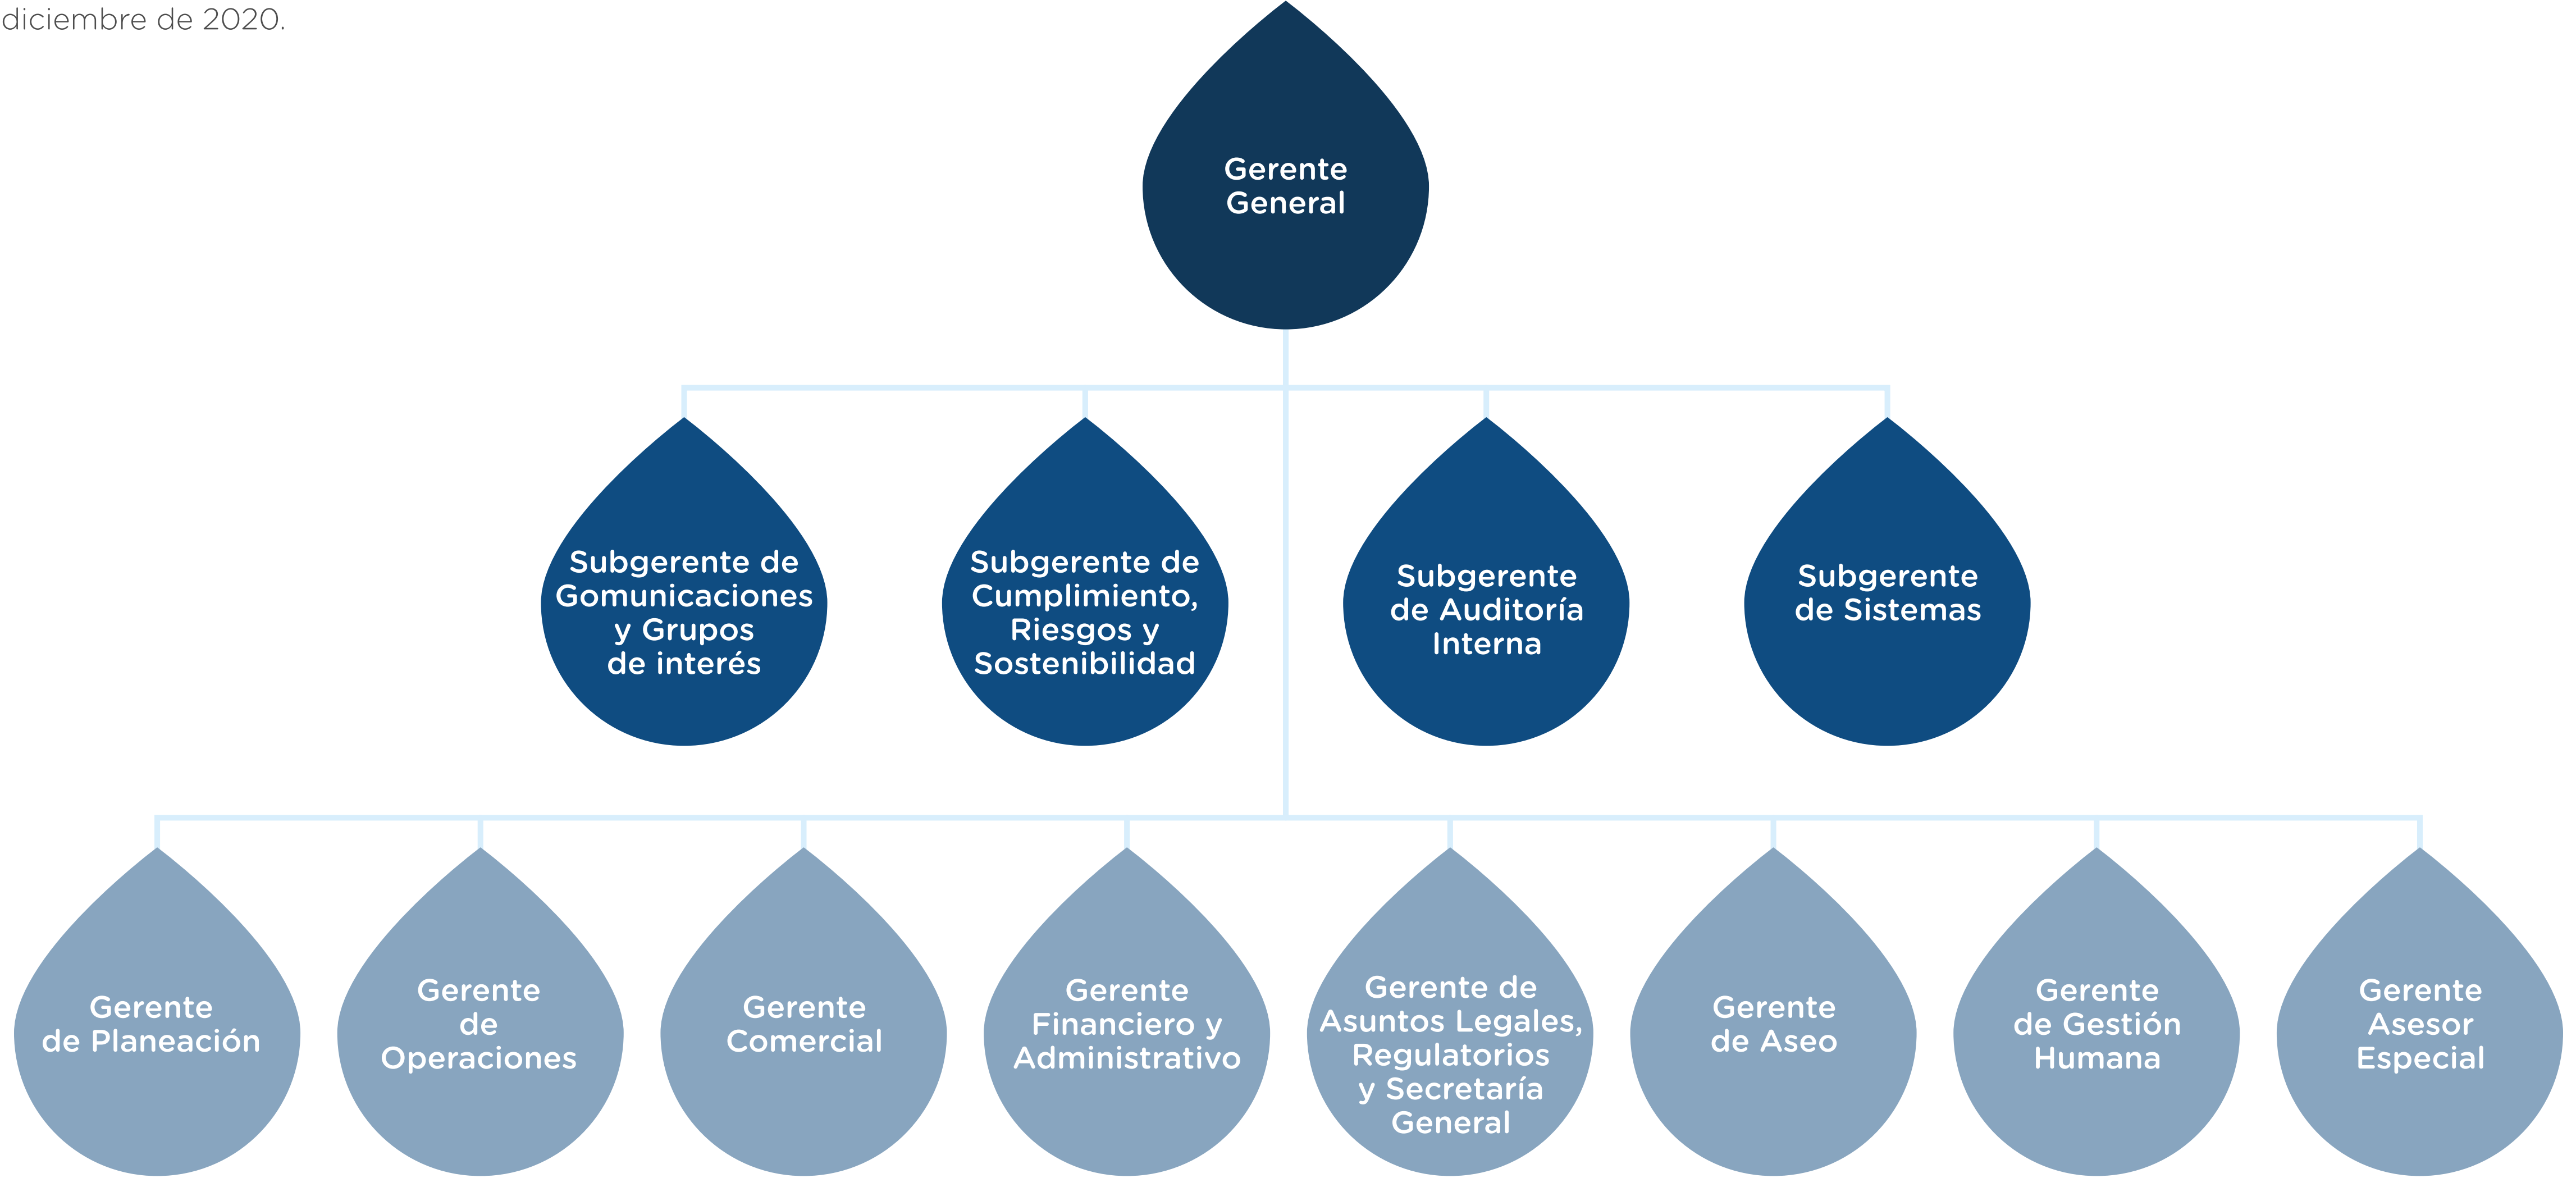 diciembre de 2020.
Gerente
General
Subgerente de
Gomunicaciones
y Grupos
de interés
Subgerente de
Cumplimiento,
Riesgos y
Sostenibilidad
Subgerente
de Auditoría
Interna
Subgerente
de Sistemas
Gerente
de Planeación
Gerente
de
Operaciones
Gerente
Comercial
Gerente
Financiero y
Administrativo
Gerente de
Asuntos Legales,
Regulatorios
y Secretaría
General
Gerente
de Aseo
Gerente
de Gestión
Humana
Gerente
Asesor
Especial